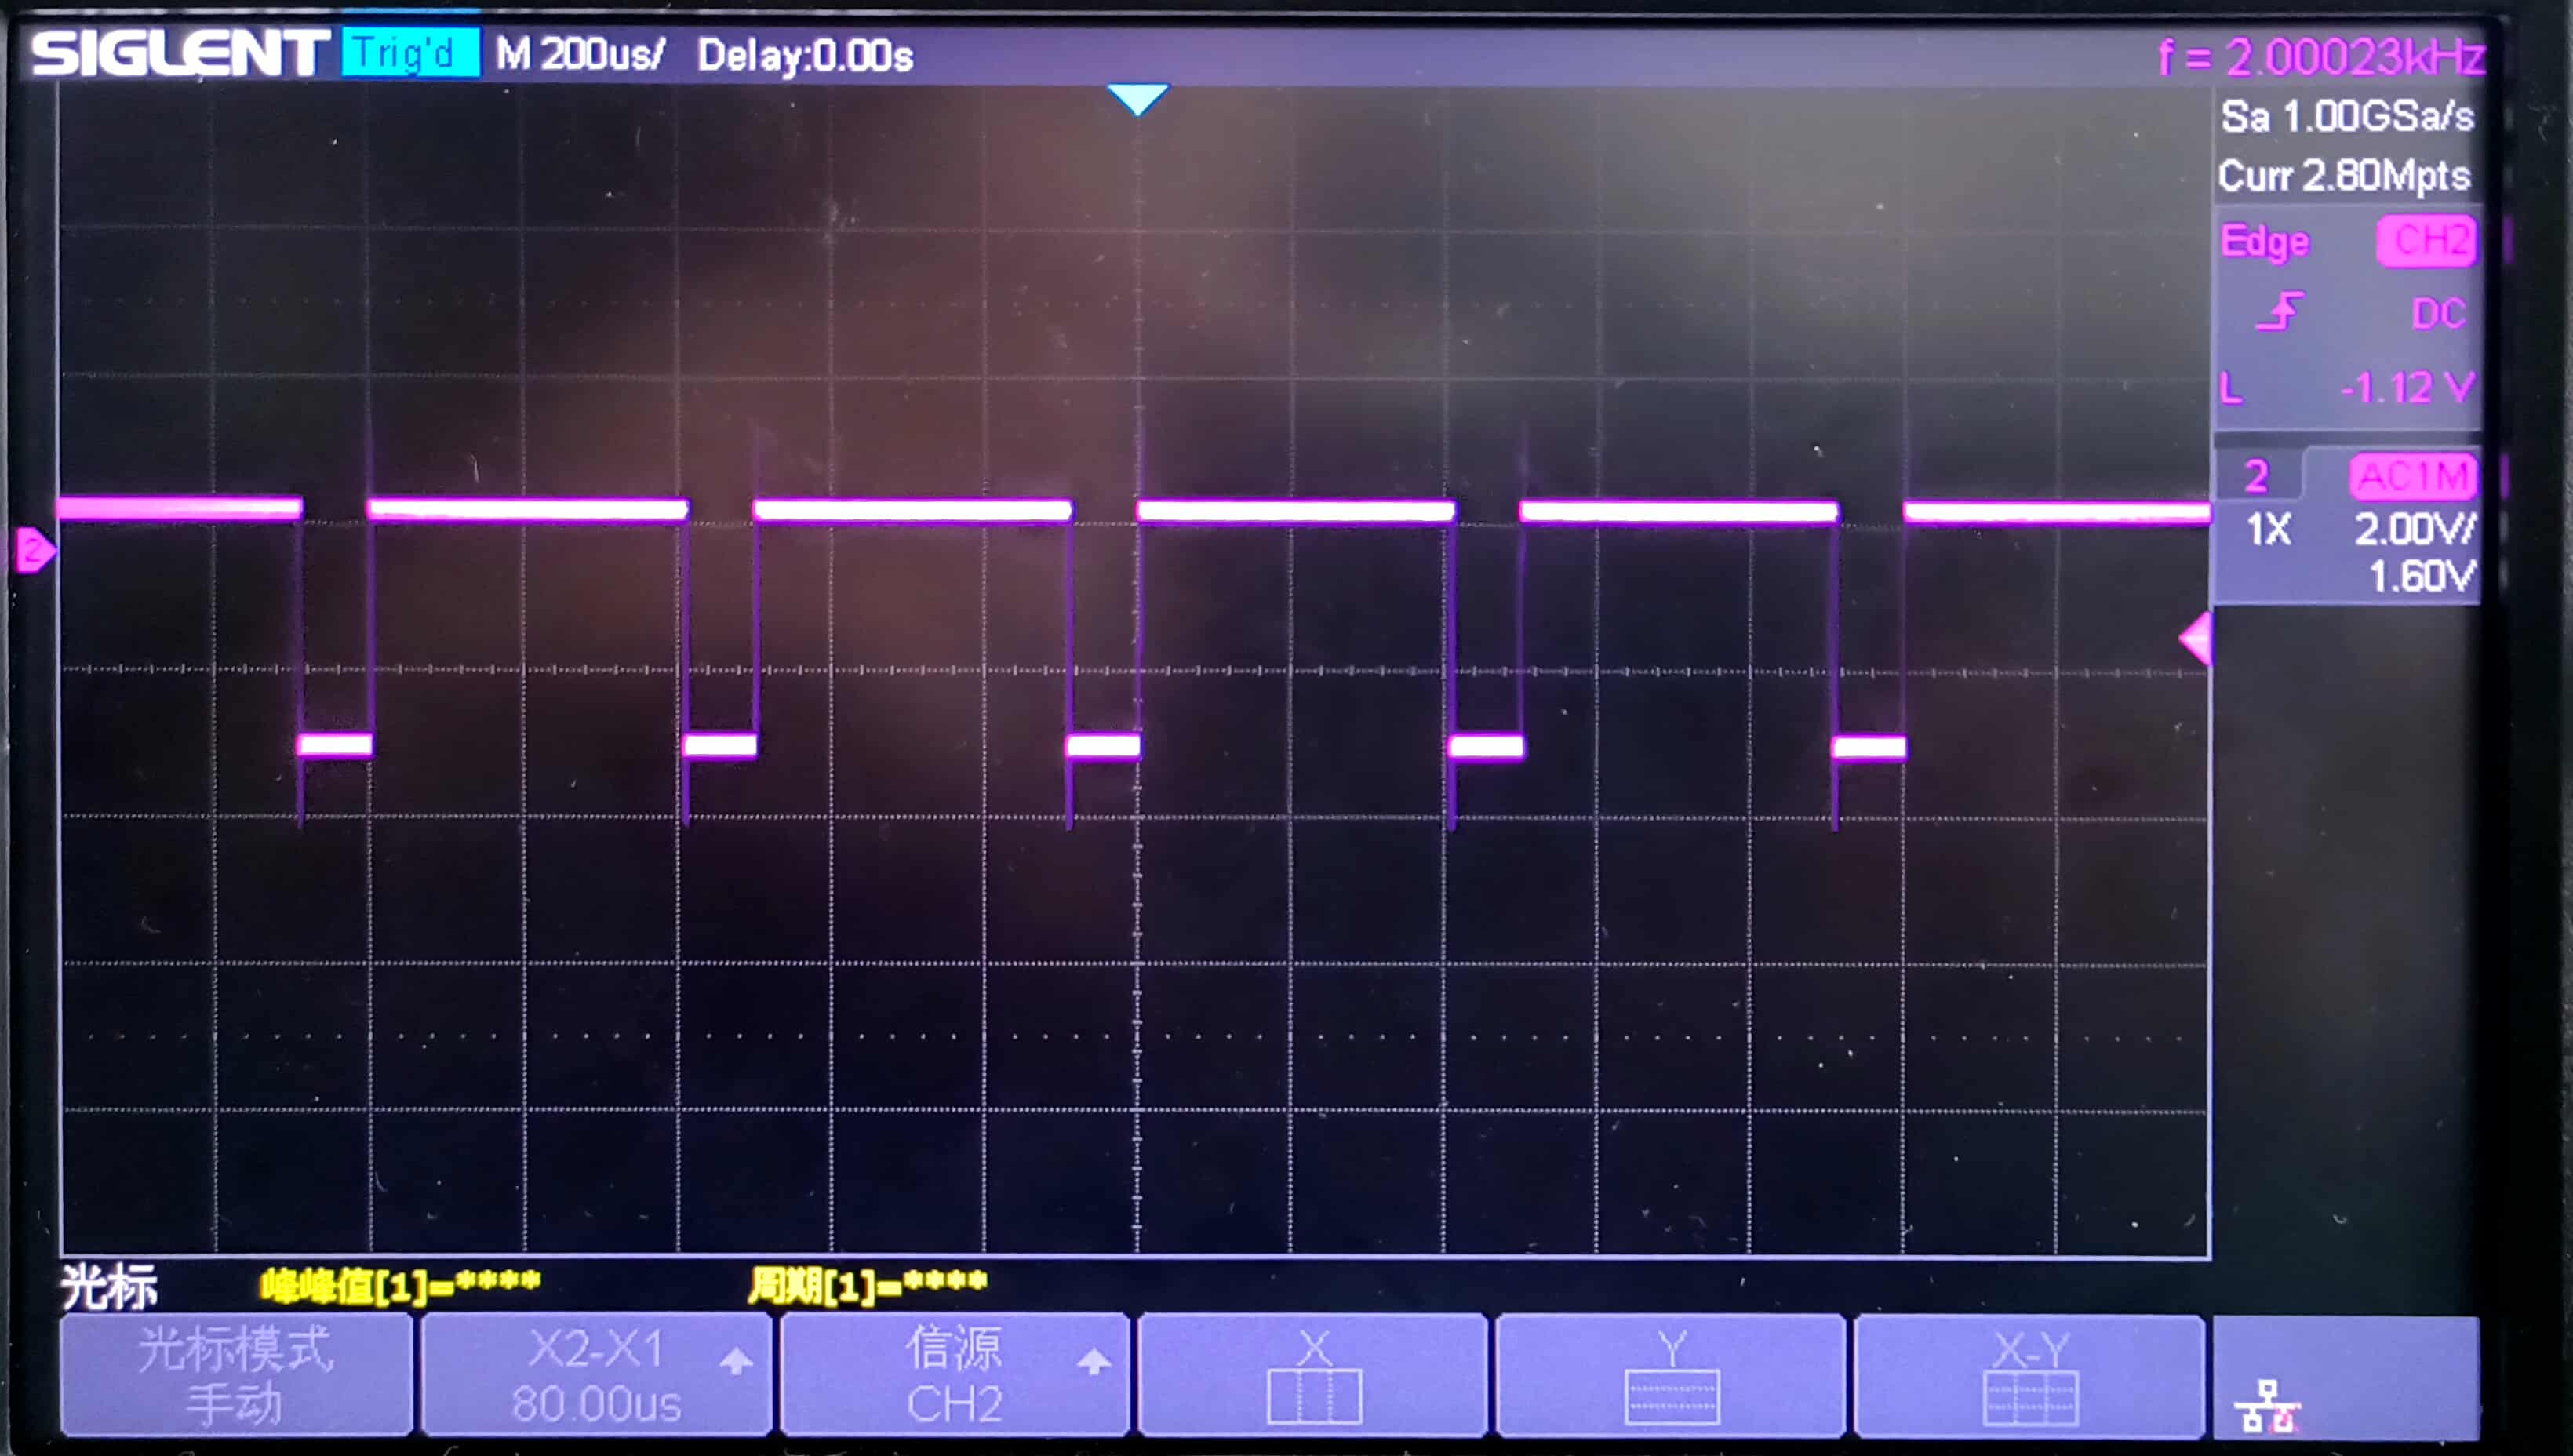 SIGLENT Trig'd M 200us/ Delay:0.00s f = 2.00023kHz
Sa 1.00GSa/s
Curr 2.80Mpts
Edge CH2
DC
L -1.12 V
2 AC1M
1X 2.00V/
1.60V
2
光标 峰峰值[1]=**** 周期[1]=****
光标模式 X2-X1 信源 X Y X-Y
手动 80.00us CH2